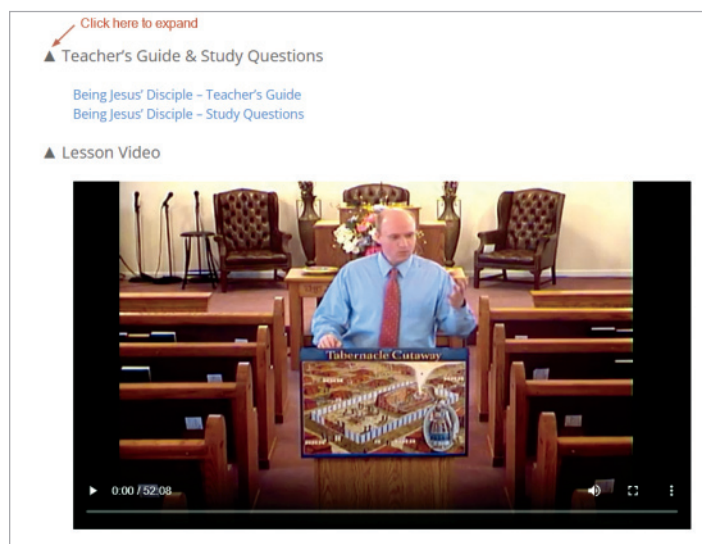 Click here to expand
▲ Teacher's Guide & Study Questions
Being Jesus' Disciple – Teacher's Guide
Being Jesus' Disciple – Study Questions
▲ Lesson Video
Tabernacle Cutaway
0:00 / 52:08